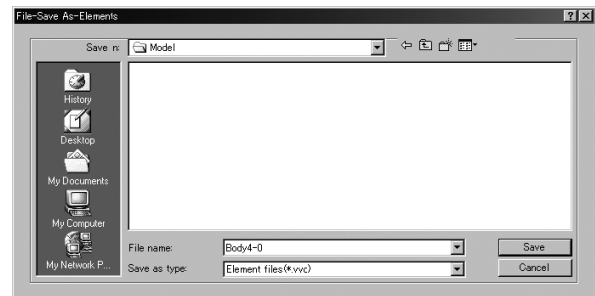 File-Save As-Elements
Save n:
Model
History
Desktop
My Documents
My Computer
My Network P...
File name:
Body4-0
Save
Save as type:
Element files(*.vvc)
Cancel